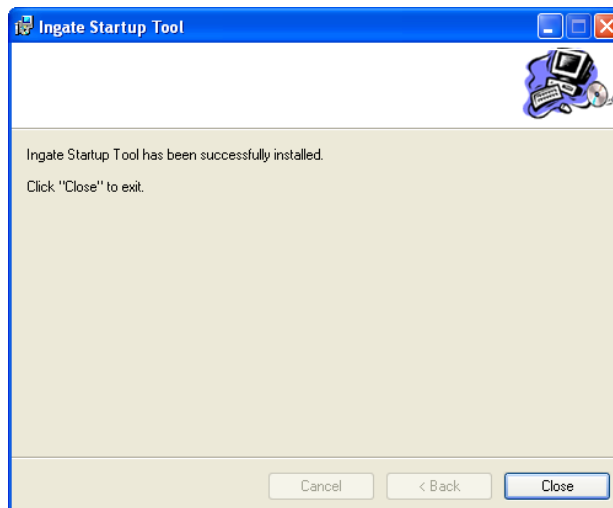 Ingate Startup Tool
Ingate Startup Tool has been successfully installed.
Click "Close" to exit.
Cancel
< Back
Close